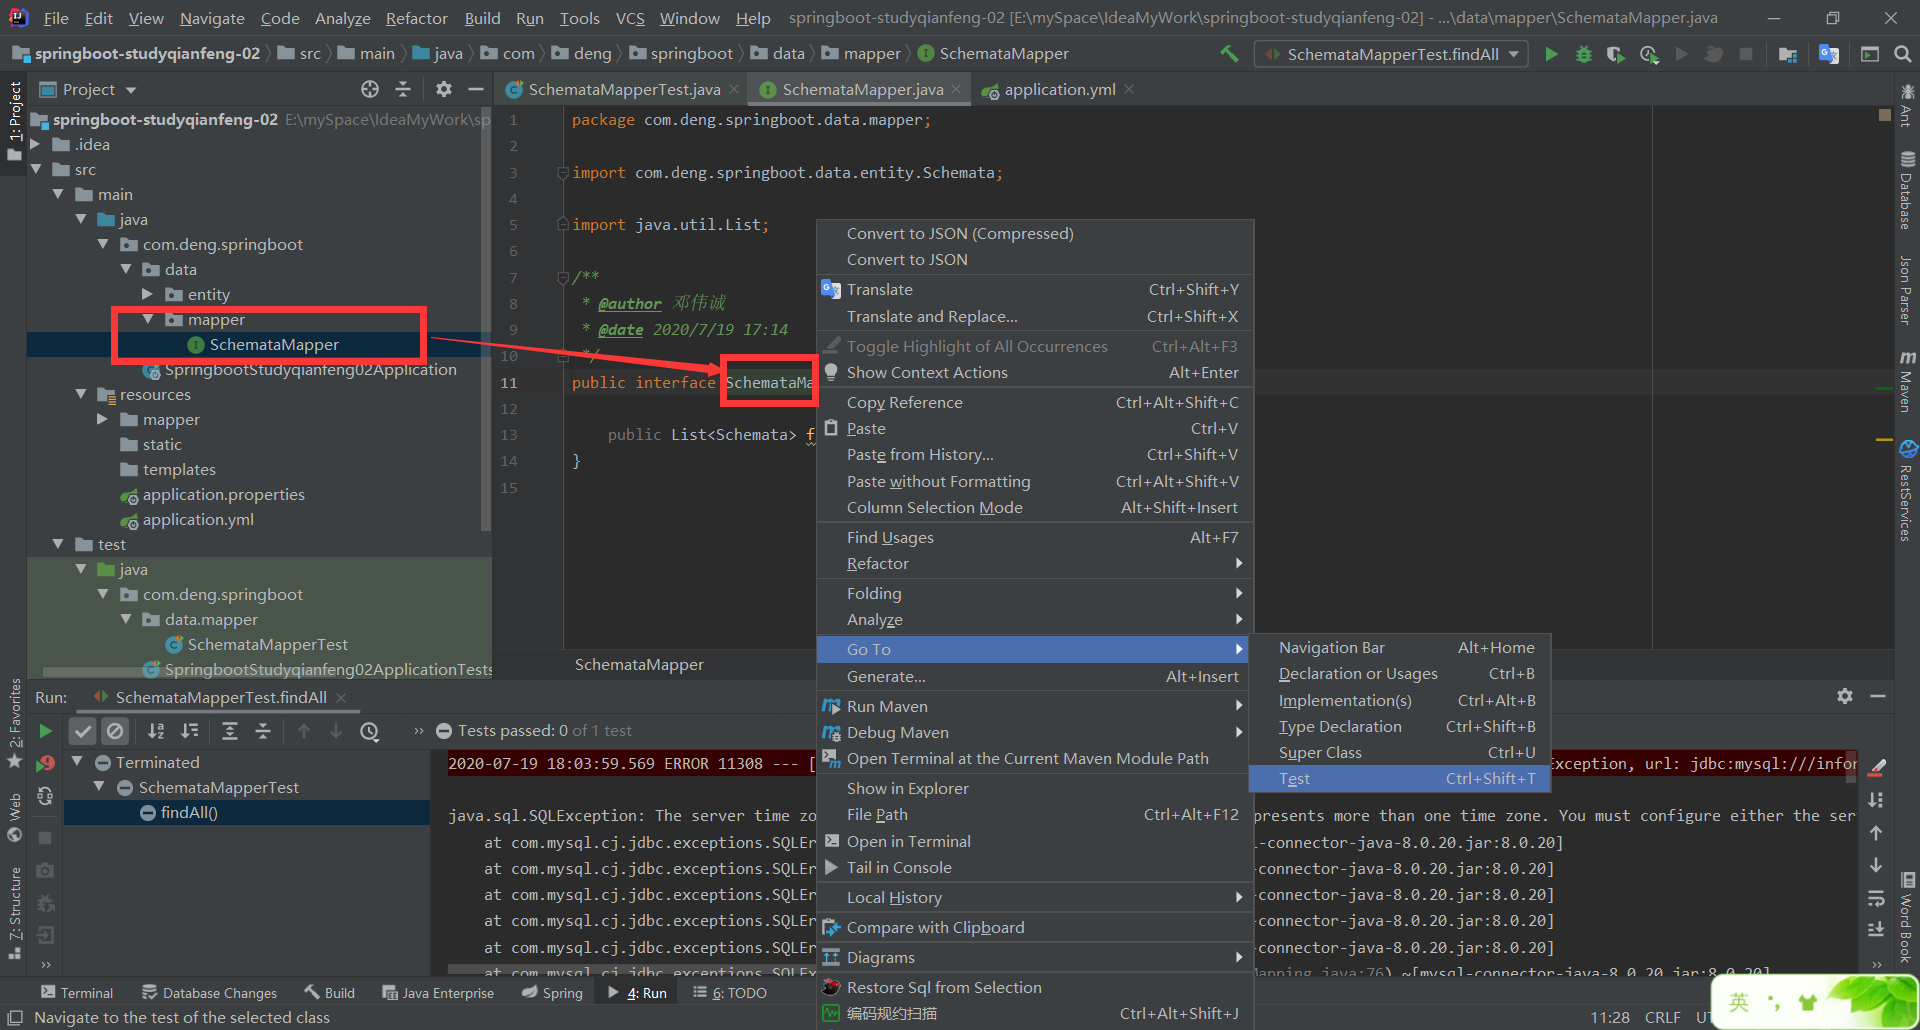 File Edit View Navigate Code Analyze Refactor Build Run Tools VCS Window Help springboot-studyqianfeng-02 [E:\mySpace\IdeaMyWork\springboot-studyqianfeng-02] - ...\data\mapper\SchemataMapper.java
springboot-studyqianfeng-02 src main java com deng springboot data mapper SchemataMapper SchemataMapperTest.findAll
Project
SchemataMapperTest.java SchemataMapper.java application.yml
1: Project
springboot-studyqianfeng-02 E:\mySpace\IdeaMyWork\sp
.idea
src
main
java
com.deng.springboot
data
entity
mapper
SchemataMapper
SpringbootStudyqianfeng02Application
resources
mapper
static
templates
application.properties
application.yml
test
java
com.deng.springboot
data.mapper
SchemataMapperTest
SpringbootStudyqianfeng02ApplicationTests
1 package com.deng.springboot.data.mapper;
2
3 import com.deng.springboot.data.entity.Schemata;
4
5 import java.util.List;
6
7 /**
8 * @author 邓伟诚
9 * @date 2020/7/19 17:14
10 */
11 public interface SchemataMa
12
13 public List<Schemata> f
14 }
15
SchemataMapper
Convert to JSON (Compressed)
Convert to JSON
Translate Ctrl+Shift+Y
Translate and Replace... Ctrl+Shift+X
Toggle Highlight of All Occurrences Ctrl+Alt+F3
Show Context Actions Alt+Enter
Copy Reference Ctrl+Alt+Shift+C
Paste Ctrl+V
Paste from History... Ctrl+Shift+V
Paste without Formatting Ctrl+Alt+Shift+V
Column Selection Mode Alt+Shift+Insert
Find Usages Alt+F7
Refactor
Folding
Analyze
Go To
Generate... Alt+Insert
Run Maven
Debug Maven
Open Terminal at the Current Maven Module Path
Show in Explorer
File Path Ctrl+Alt+F12
Open in Terminal
Tail in Console
Local History
Compare with Clipboard
Diagrams
Restore Sql from Selection
编码规约扫描 Ctrl+Alt+Shift+J
Navigation Bar Alt+Home
Declaration or Usages Ctrl+B
Implementation(s) Ctrl+Alt+B
Type Declaration Ctrl+Shift+B
Super Class Ctrl+U
Test Ctrl+Shift+T
Ant
Database
Json Parser
Maven
RestServices
Word Book
2: Favorites
Web
Z: Structure
Run: SchemataMapperTest.findAll
Tests passed: 0 of 1 test
Terminated
SchemataMapperTest
findAll()
2020-07-19 18:03:59.569 ERROR 11308 --- [ xception, url: jdbc:mysql:///infor
java.sql.SQLException: The server time zo presents more than one time zone. You must configure either the ser
at com.mysql.cj.jdbc.exceptions.SQLEr -connector-java-8.0.20.jar:8.0.20]
at com.mysql.cj.jdbc.exceptions.SQLEr -connector-java-8.0.20.jar:8.0.20]
at com.mysql.cj.jdbc.exceptions.SQLEr -connector-java-8.0.20.jar:8.0.20]
at com.mysql.cj.jdbc.exceptions.SQLEr -connector-java-8.0.20.jar:8.0.20]
at com.mysql.cj.jdbc.exceptions.SQLEr -connector-java-8.0.20.jar:8.0.20]
at com.mysql.cj.jdbc.exceptions.SQLEx Mapping.java:76) ~[mysql-connector-java-8.0.20.jar:8.0.20]
Terminal Database Changes Build Java Enterprise Spring 4: Run 6: TODO
Navigate to the test of the selected class 11:28 CRLF UT
英